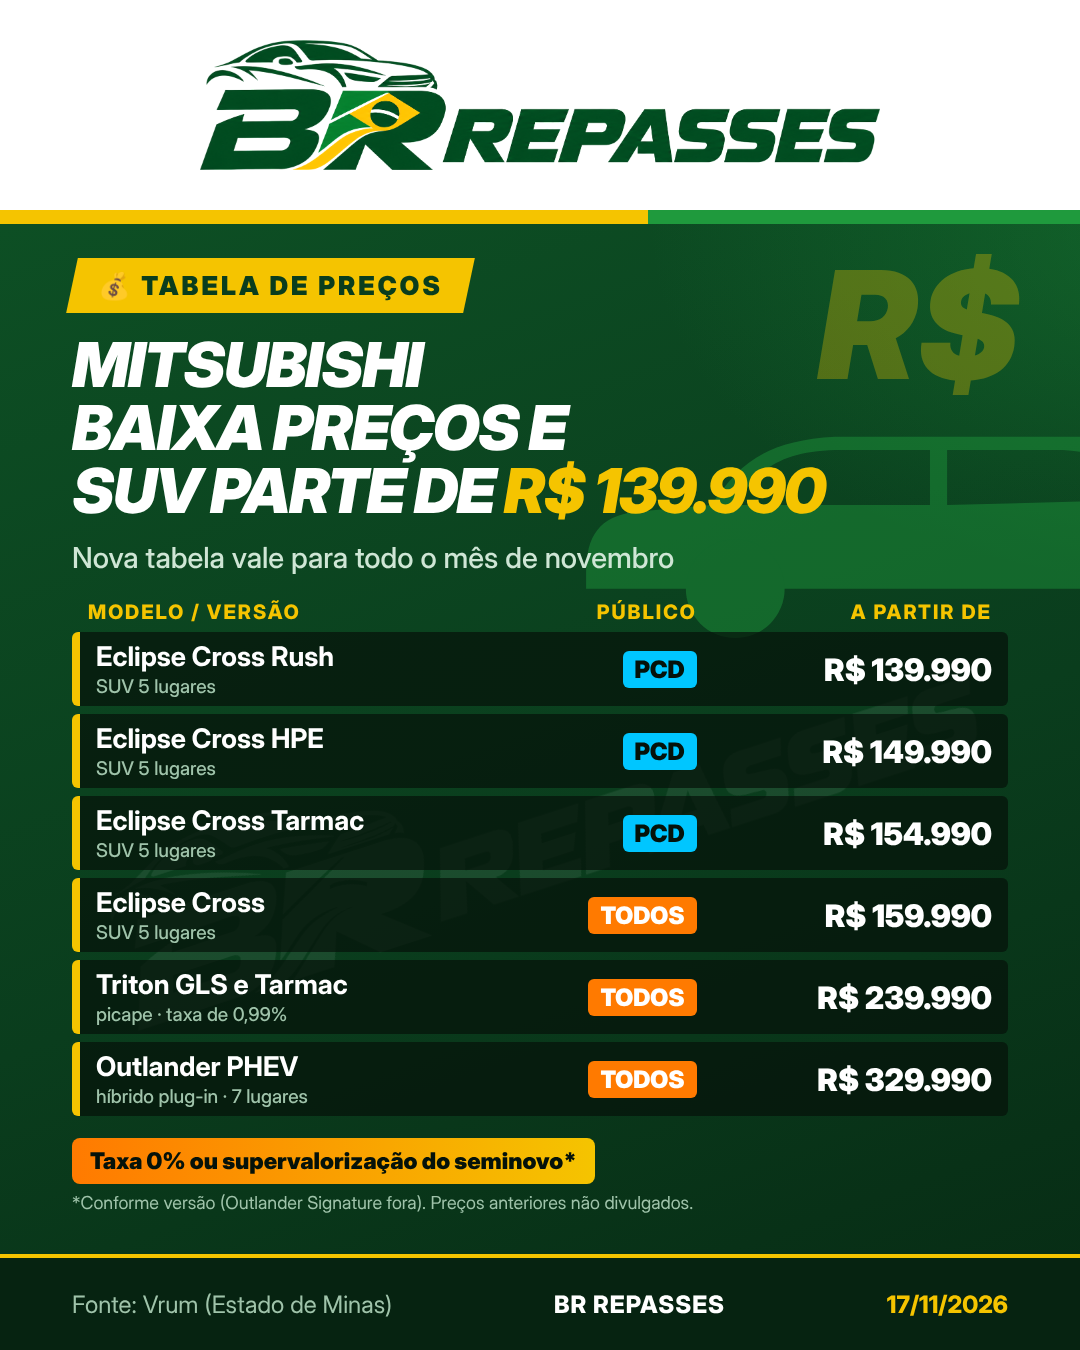 BR REPASSES
TABELA DE PREÇOS
R$
MITSUBISHI
BAIXA PREÇOS E
SUV PARTE DE R$ 139.990
Nova tabela vale para todo o mês de novembro
MODELO / VERSÃO PÚBLICO A PARTIR DE
Eclipse Cross Rush
SUV 5 lugares
PCD
R$ 139.990
Eclipse Cross HPE
SUV 5 lugares
PCD
R$ 149.990
Eclipse Cross Tarmac
SUV 5 lugares
PCD
R$ 154.990
Eclipse Cross
SUV 5 lugares
TODOS
R$ 159.990
Triton GLS e Tarmac
picape · taxa de 0,99%
TODOS
R$ 239.990
Outlander PHEV
híbrido plug-in · 7 lugares
TODOS
R$ 329.990
BR REPASSES
Taxa 0% ou supervalorização do seminovo*
*Conforme versão (Outlander Signature fora). Preços anteriores não divulgados.
Fonte: Vrum (Estado de Minas) BR REPASSES 17/11/2026